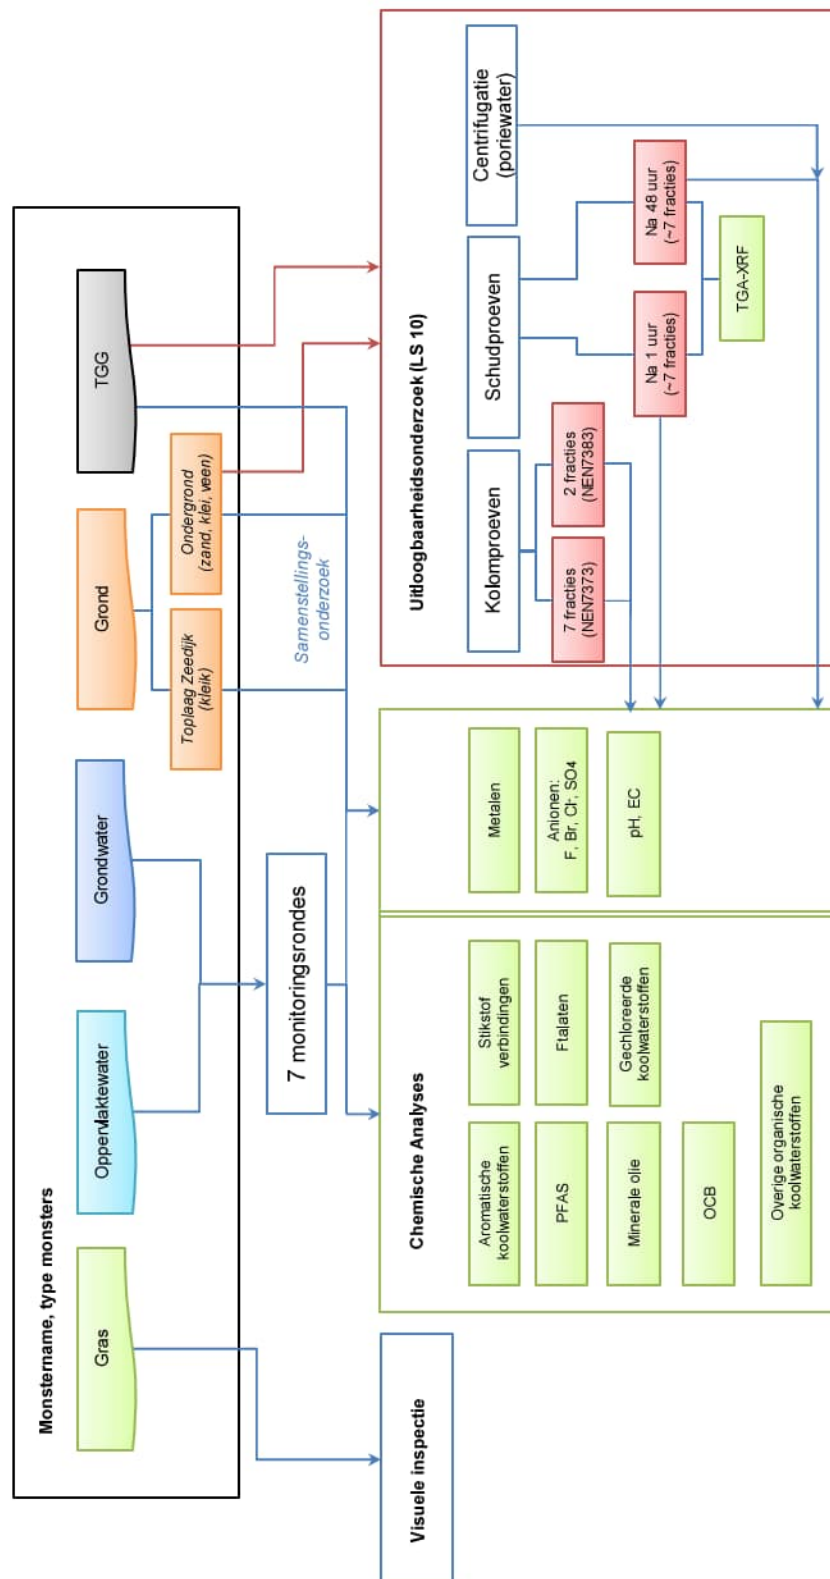 Monstername, type monsters
Gras
Oppervlaktewater
Grondwater
Grond
TGG
Toplaag Zeedijk
(kleik)
Ondergrond
(zand, klei, veen)
7 monitoringsrondes
Samenstellings-
onderzoek
Visuele inspectie
Chemische Analyses
Aromatische
koolwaterstoffen
Stikstof
verbindingen
PFAS
Ftalaten
Minerale olie
Gechloreerde
koolwaterstoffen
OCB
Overige organische
koolwaterstoffen
Metalen
Anionen:
F, Br, Cl-, SO4
pH, EC
Uitloogbaarheidsonderzoek (LS 10)
Kolomproeven
Schudproeven
Centrifugatie
(poriewater)
7 fracties
(NEN7373)
2 fracties
(NEN7383)
Na 1 uur
(~7 fracties)
Na 48 uur
(~7 fracties)
TGA-XRF